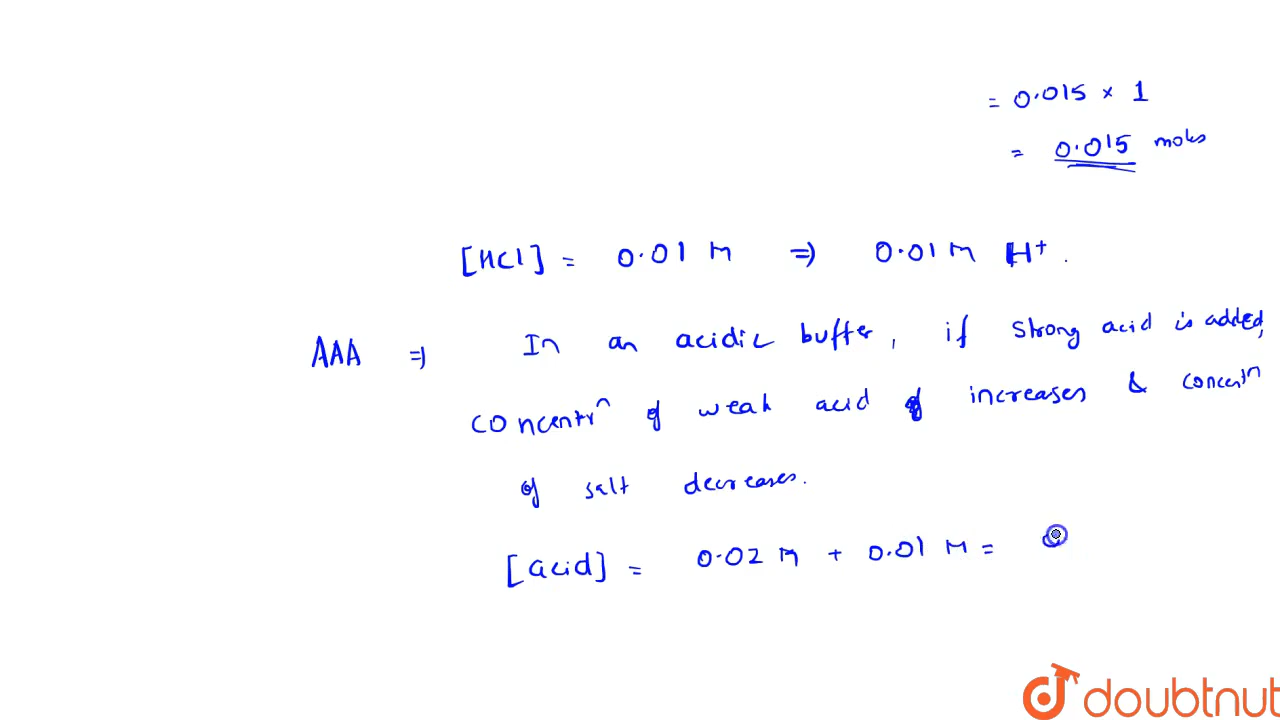 = 0.015 × 1
= 0.015 moles
[HCl] = 0.01 M ⇒ 0.01 M H⁺.
AAA ⇒ In an acidic buffer, if strong acid is added,
concentrⁿ of weak acid increases & concentⁿ
of salt decreases.
[acid] = 0.02 M + 0.01 M = 0
doubtnut